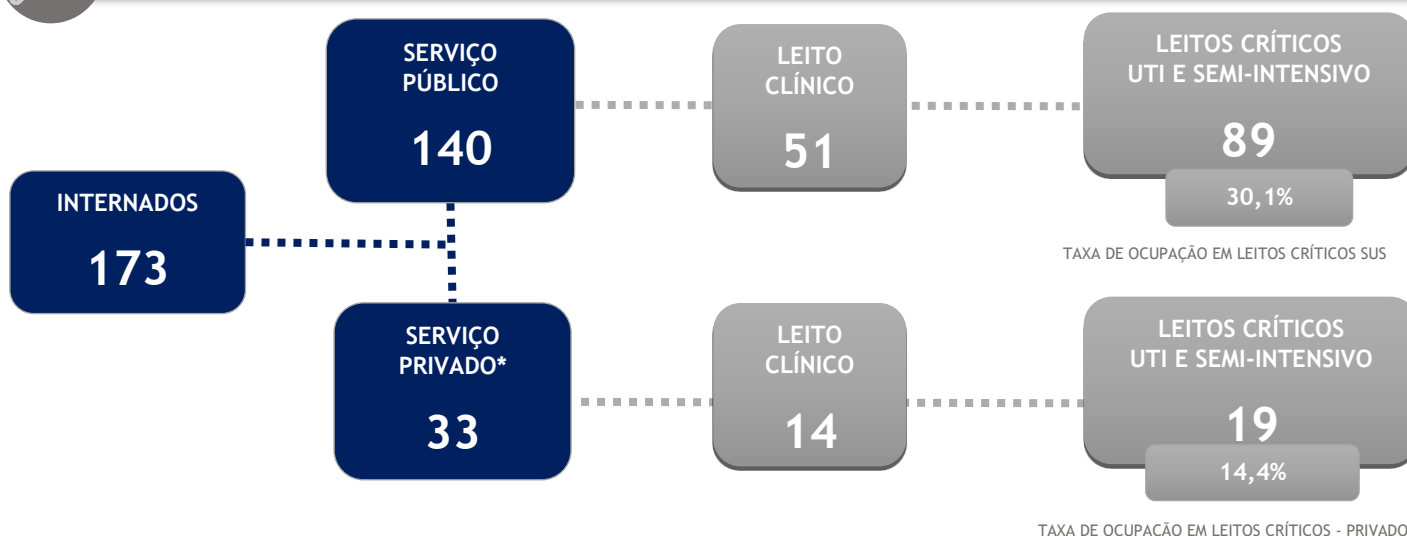 SERVIÇO
PÚBLICO
140
LEITO
CLÍNICO
51
LEITOS CRÍTICOS
UTI E SEMI-INTENSIVO
89
30,1%
TAXA DE OCUPAÇÃO EM LEITOS CRÍTICOS SUS
INTERNADOS
173
SERVIÇO
PRIVADO*
33
LEITO
CLÍNICO
14
LEITOS CRÍTICOS
UTI E SEMI-INTENSIVO
19
14,4%
TAXA DE OCUPAÇÃO EM LEITOS CRÍTICOS - PRIVADO